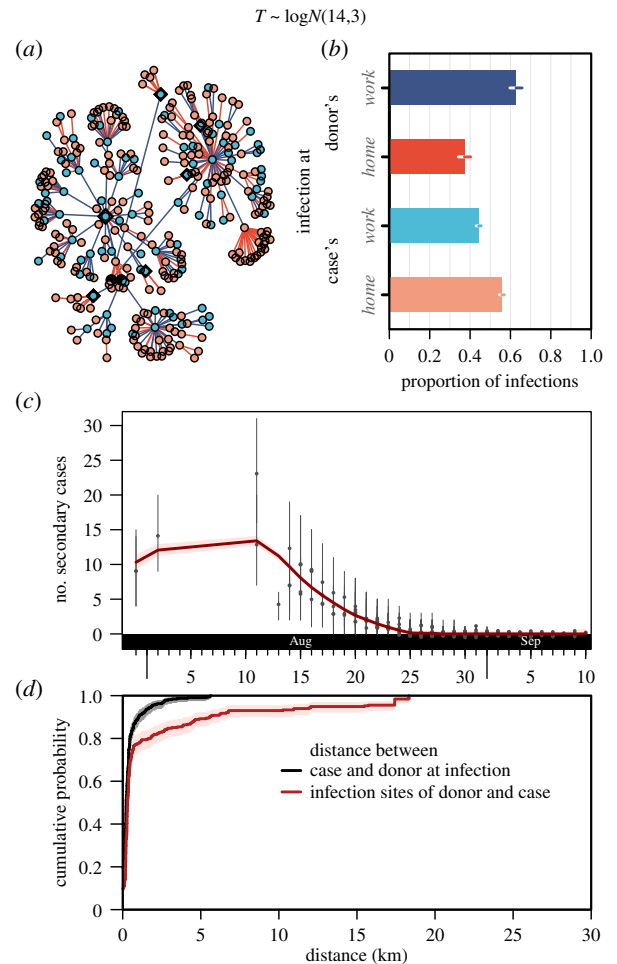 T ~ logN(14,3)
(a)
(b)
infection at
donor's
case's
work
home
work
home
0 0.2 0.4 0.6 0.8 1.0
proportion of infections
(c)
no. secondary cases
30
25
20
15
10
5
0
Aug Sep
5 10 15 20 25 30 5 10
(d)
cumulative probability
1.0
0.8
0.6
0.4
0.2
0
distance between
case and donor at infection
infection sites of donor and case
0 5 10 15 20 25 30
distance (km)